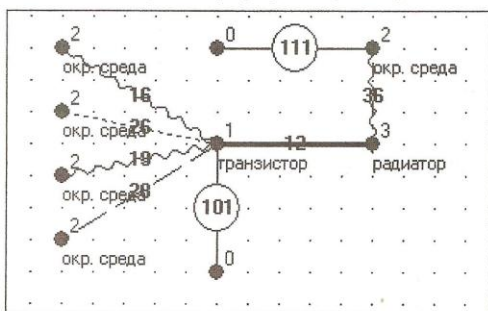 2 0 111 2
окр. среда окр. среда
16 36
2
окр. среда 26
2 1 12 3
19 транзистор радиатор
окр. среда
28 101
2 0
окр. среда